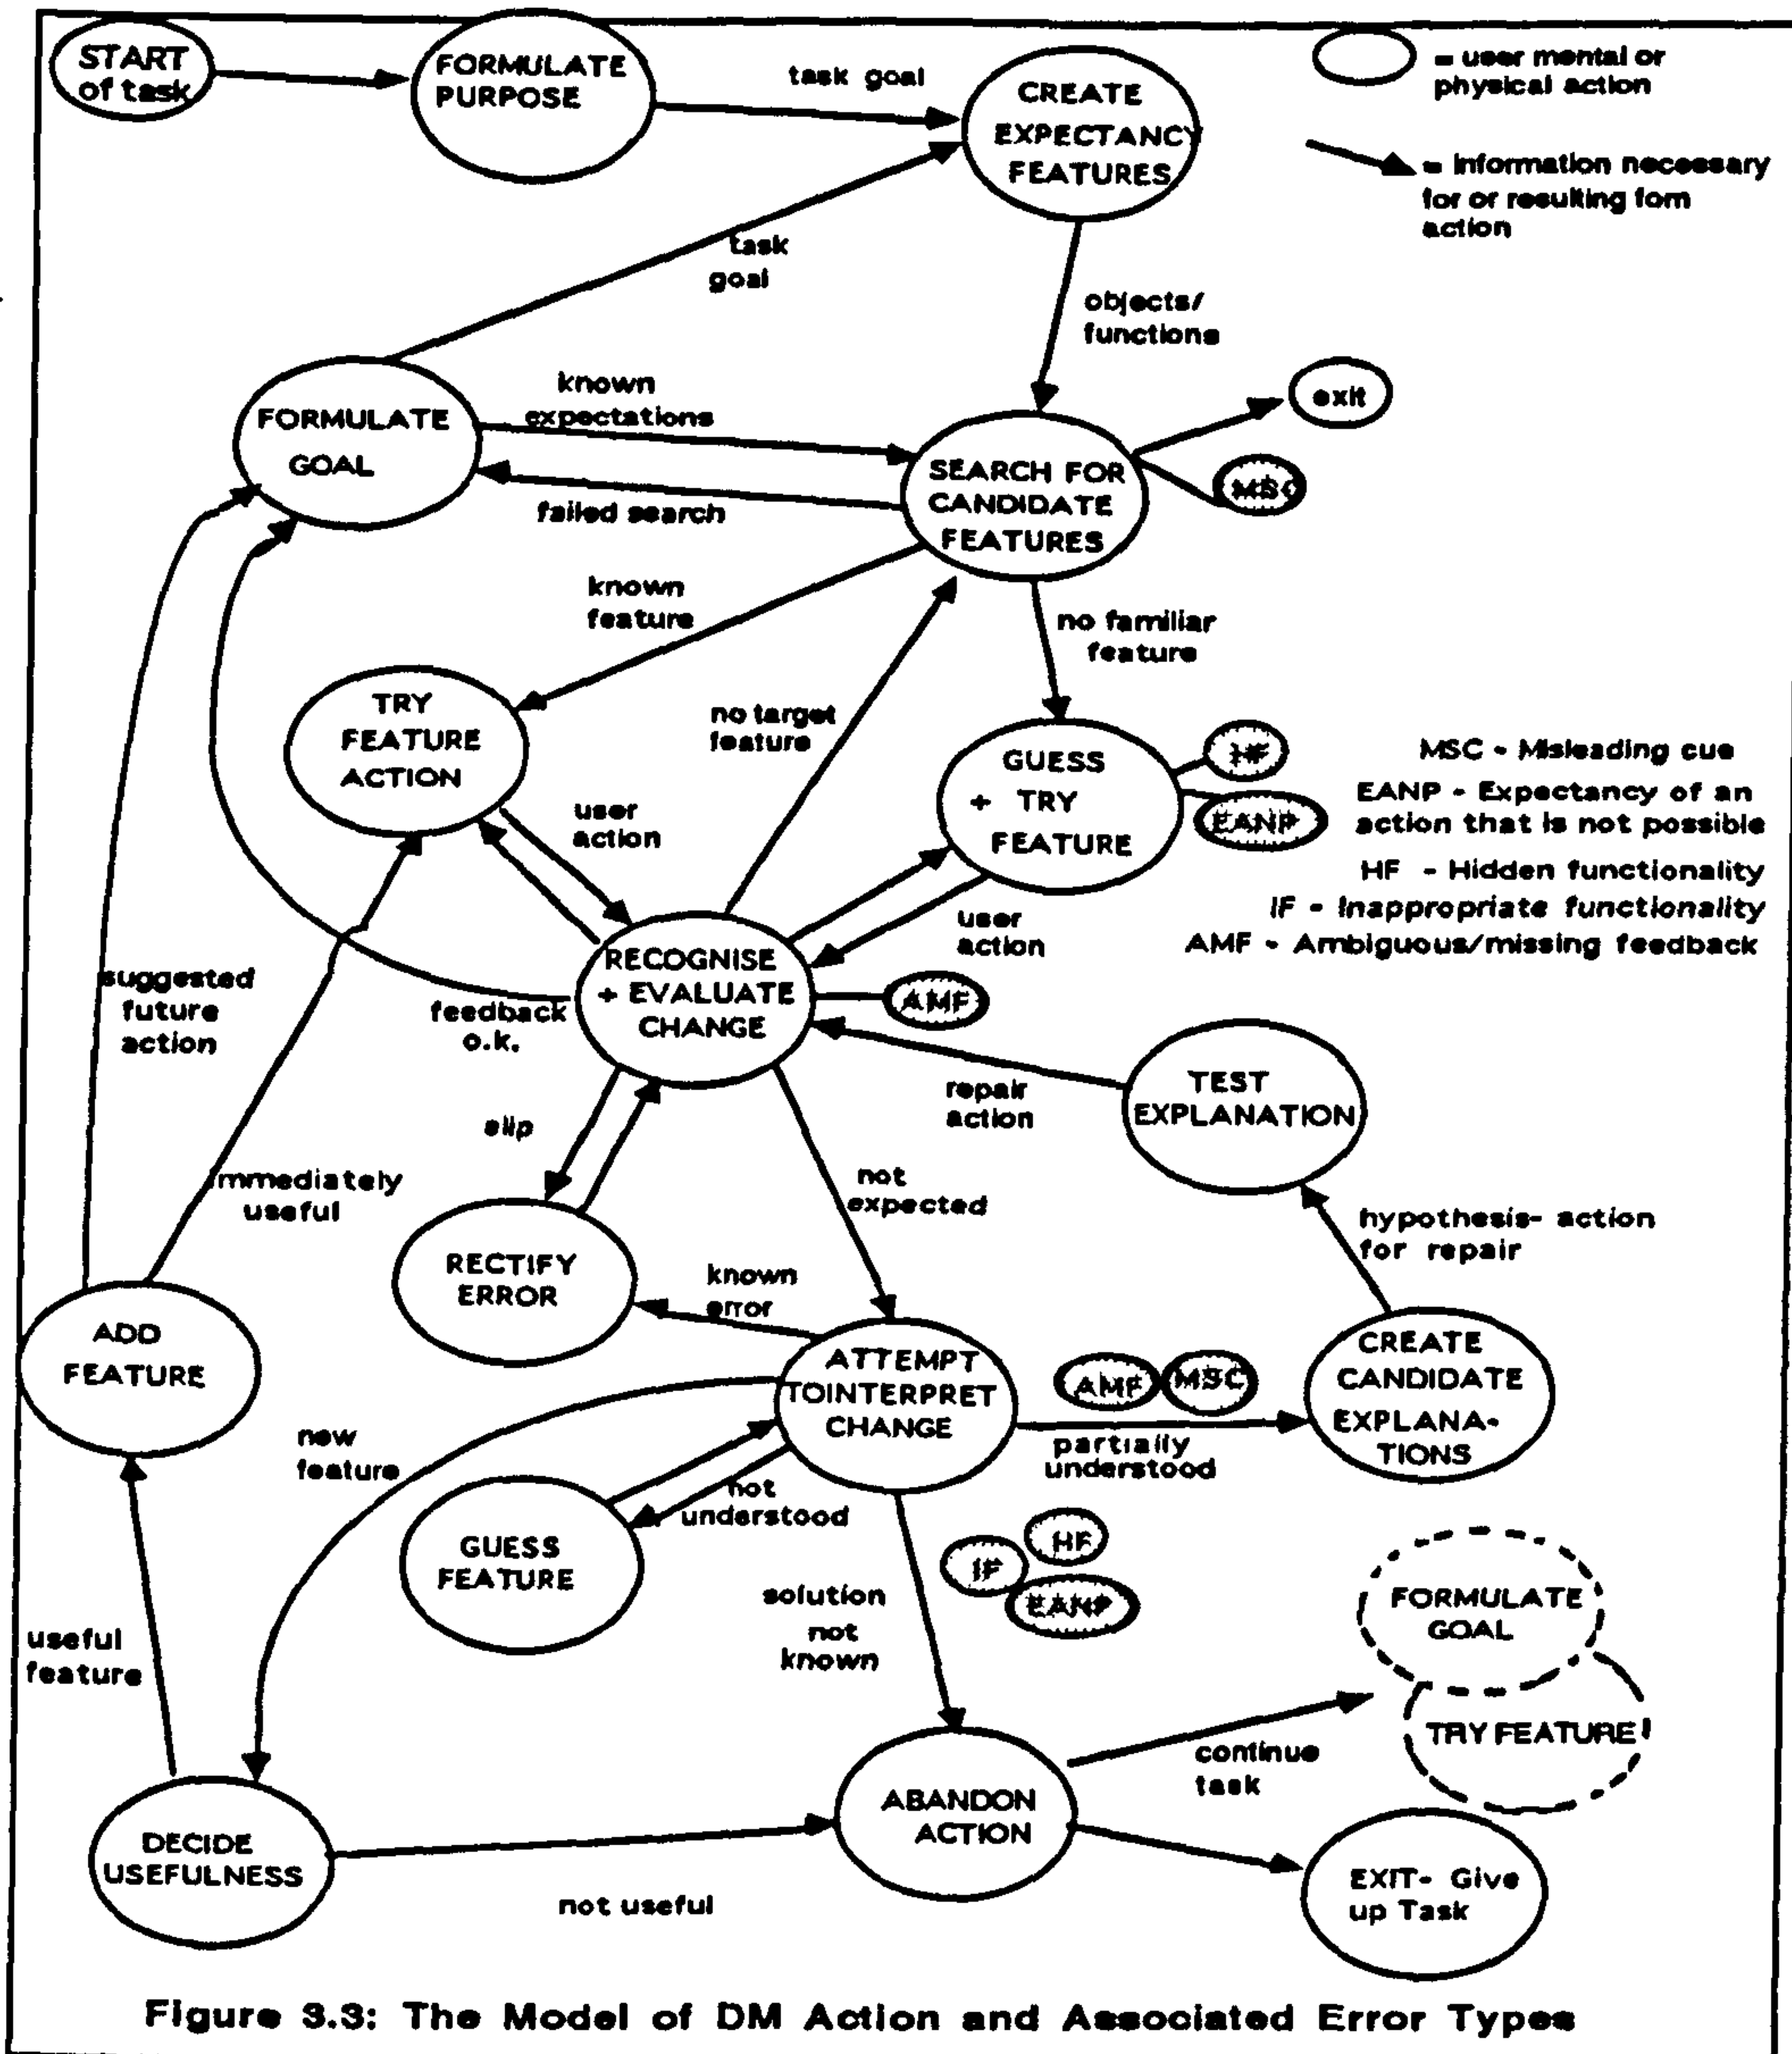 START
of task
FORMULATE
PURPOSE
task goal
CREATE
EXPECTANCY
FEATURES
= user mental or
physical action
= information necessary
for or resulting fom
action
task
goal
objects/
functions
FORMULATE
GOAL
known
expectations
failed search
SEARCH FOR
CANDIDATE
FEATURES
exit
MSC
known
feature
no familiar
feature
TRY
FEATURE
ACTION
no target
feature
GUESS
+ TRY
FEATURE
HF
EANP
MSC - Misleading cue
EANP - Expectancy of an
action that is not possible
HF - Hidden functionality
IF - Inappropriate functionality
AMF - Ambiguous/missing feedback
user
action
user
action
RECOGNISE
+ EVALUATE
CHANGE
AMF
suggested
future
action
feedback
o.k.
TEST
EXPLANATION
repair
action
slip
immediately
useful
not
expected
hypothesis- action
for repair
RECTIFY
ERROR
known
error
ADD
FEATURE
ATTEMPT
TOINTERPRET
CHANGE
AMF
MSC
partially
understood
CREATE
CANDIDATE
EXPLANA-
TIONS
new
feature
not
understood
GUESS
FEATURE
HF
IF
EANP
solution
not
known
FORMULATE
GOAL
TRY FEATURE
useful
feature
continue
task
ABANDON
ACTION
DECIDE
USEFULNESS
not useful
EXIT- Give
up Task
Figure 3.3: The Model of DM Action and Associated Error Types